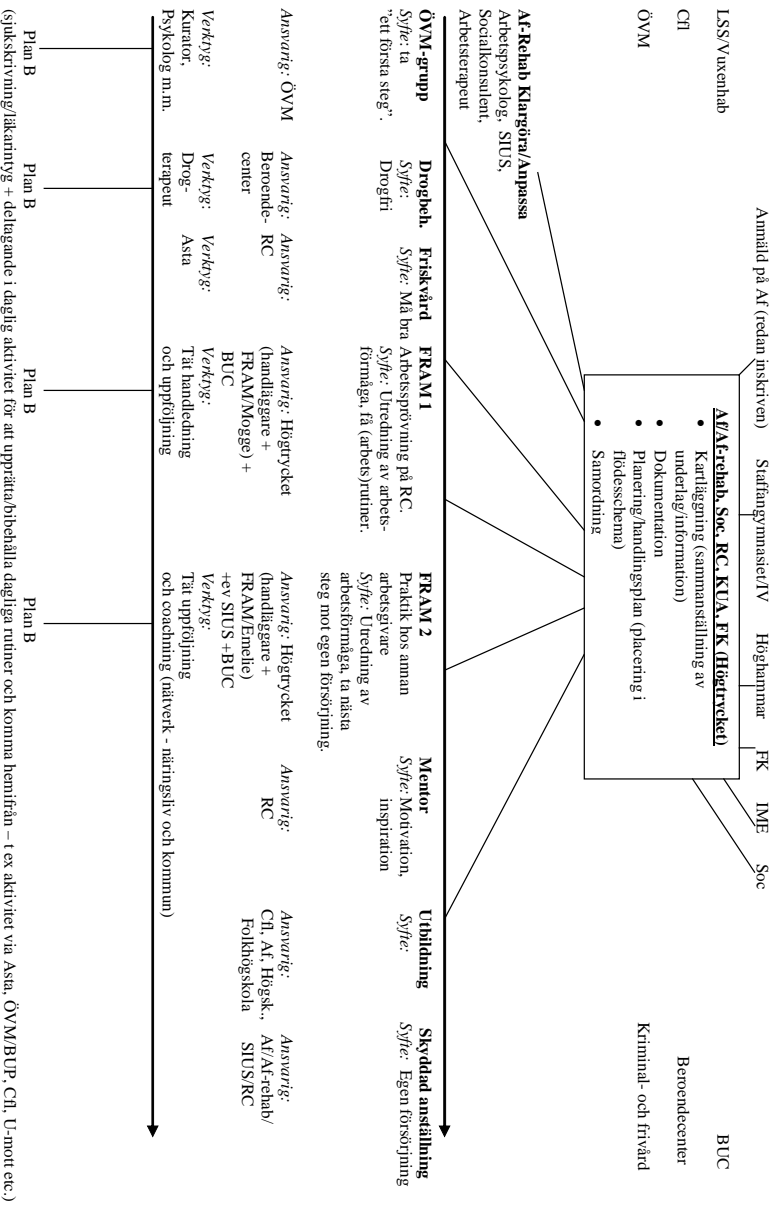 Anmäld på Af (redan inskriven)
Staffangymnasiet/IV
Höghammar
FK
IME
Soc
LSS/Vuxenhab
Cfl
ÖVM
BUC
Beroendecenter
Kriminal- och frivård
Af/Af-rehab, Soc, RC, KUA, FK (Högtrycket)
• Kartläggning (sammanställning av
underlag/information)
• Dokumentation
• Planering/handlingsplan (placering i
flödesschema)
• Samordning
Af-Rehab Klargöra/Anpassa
Arbetspsykolog, SIUS,
Socialkonsulent,
Arbetsterapeut
ÖVM-grupp
Syfte: ta
”ett första steg”.
Drogbeh.
Syfte:
Drogfri
Friskvård
Syfte: Må bra
FRAM 1
Arbetssprövning på RC.
Syfte: Utredning av arbets-
förmåga, få (arbets)rutiner.
FRAM 2
Praktik hos annan
arbetsgivare
Syfte: Utredning av
arbetsförmåga, ta nästa
steg mot egen försörjning.
Mentor
Syfte: Motivation,
inspiration
Utbildning
Syfte:
Skyddad anställning
Syfte: Egen försörjning
Ansvarig: ÖVM
Verktyg:
Kurator,
Psykolog m.m.
Ansvarig:
Beroende-
center
Verktyg:
Drog-
terapeut
Ansvarig:
RC
Verktyg:
Asta
Ansvarig: Högtrycket
(handläggare +
FRAM/Mogge) +
BUC
Verktyg:
Tät handledning
och uppföljning
Ansvarig: Högtrycket
(handläggare +
FRAM/Emelie)
+ev SIUS +BUC
Verktyg:
Tät uppföljning
och coachning (nätverk - näringsliv och kommun)
Ansvarig:
RC
Ansvarig:
Cfl, Af, Högsk.,
Folkhögskola
Ansvarig:
Af/Af-rehab/
SIUS/RC
Plan B
Plan B
Plan B
Plan B
(sjukskrivning/läkarintyg + deltagande i daglig aktivitet för att upprätta/bibehålla dagliga rutiner och komma hemifrån – t ex aktivitet via Asta, ÖVM/BUP, Cfl, U-mott etc.)